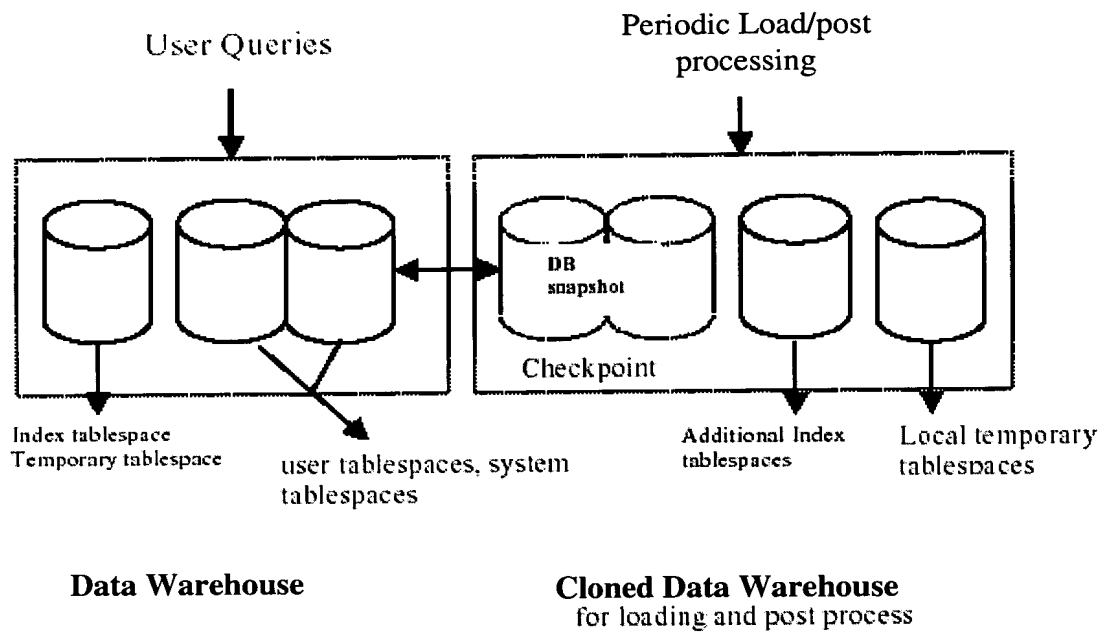 User Queries
Periodic Load/post
processing
DB
snapshot
Checkpoint
Index tablespace
Temporary tablespace
user tablespaces, system
tablespaces
Additional Index
tablespaces
Local temporary
tablespaces
Data Warehouse
Cloned Data Warehouse
for loading and post process